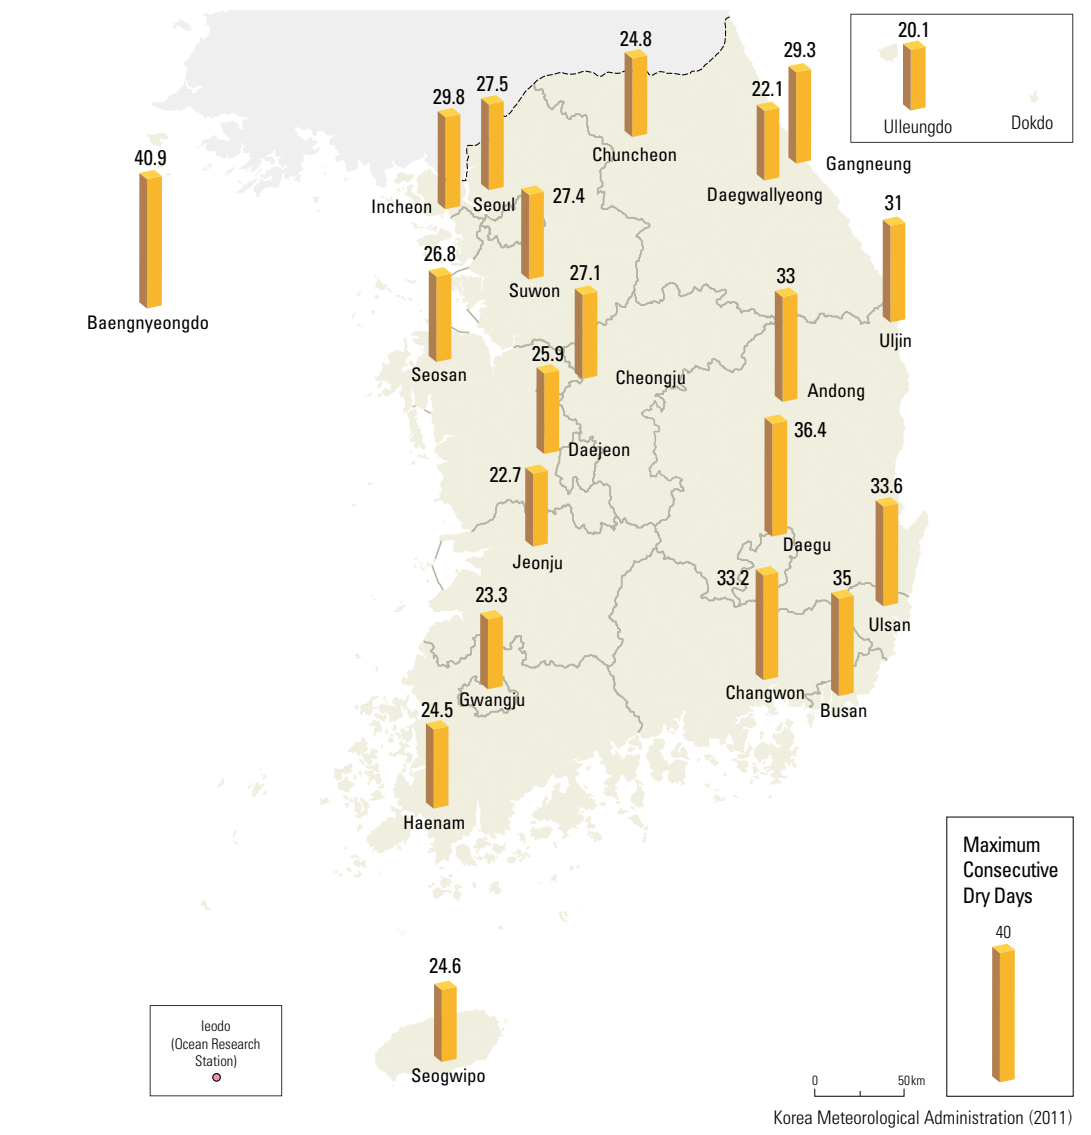 20.1
Ulleungdo
Dokdo
24.8
Chuncheon
29.3
Gangneung
22.1
Daegwallyeong
27.5
Seoul
29.8
Incheon
40.9
Baengnyeongdo
27.4
Suwon
31
Uljin
26.8
Seosan
27.1
Cheongju
33
Andong
25.9
Daejeon
36.4
Daegu
22.7
Jeonju
33.6
Ulsan
33.2
Changwon
35
Busan
23.3
Gwangju
24.5
Haenam
24.6
Seogwipo
Ieodo
(Ocean Research
Station)
Maximum
Consecutive
Dry Days
40
0 50km
Korea Meteorological Administration (2011)